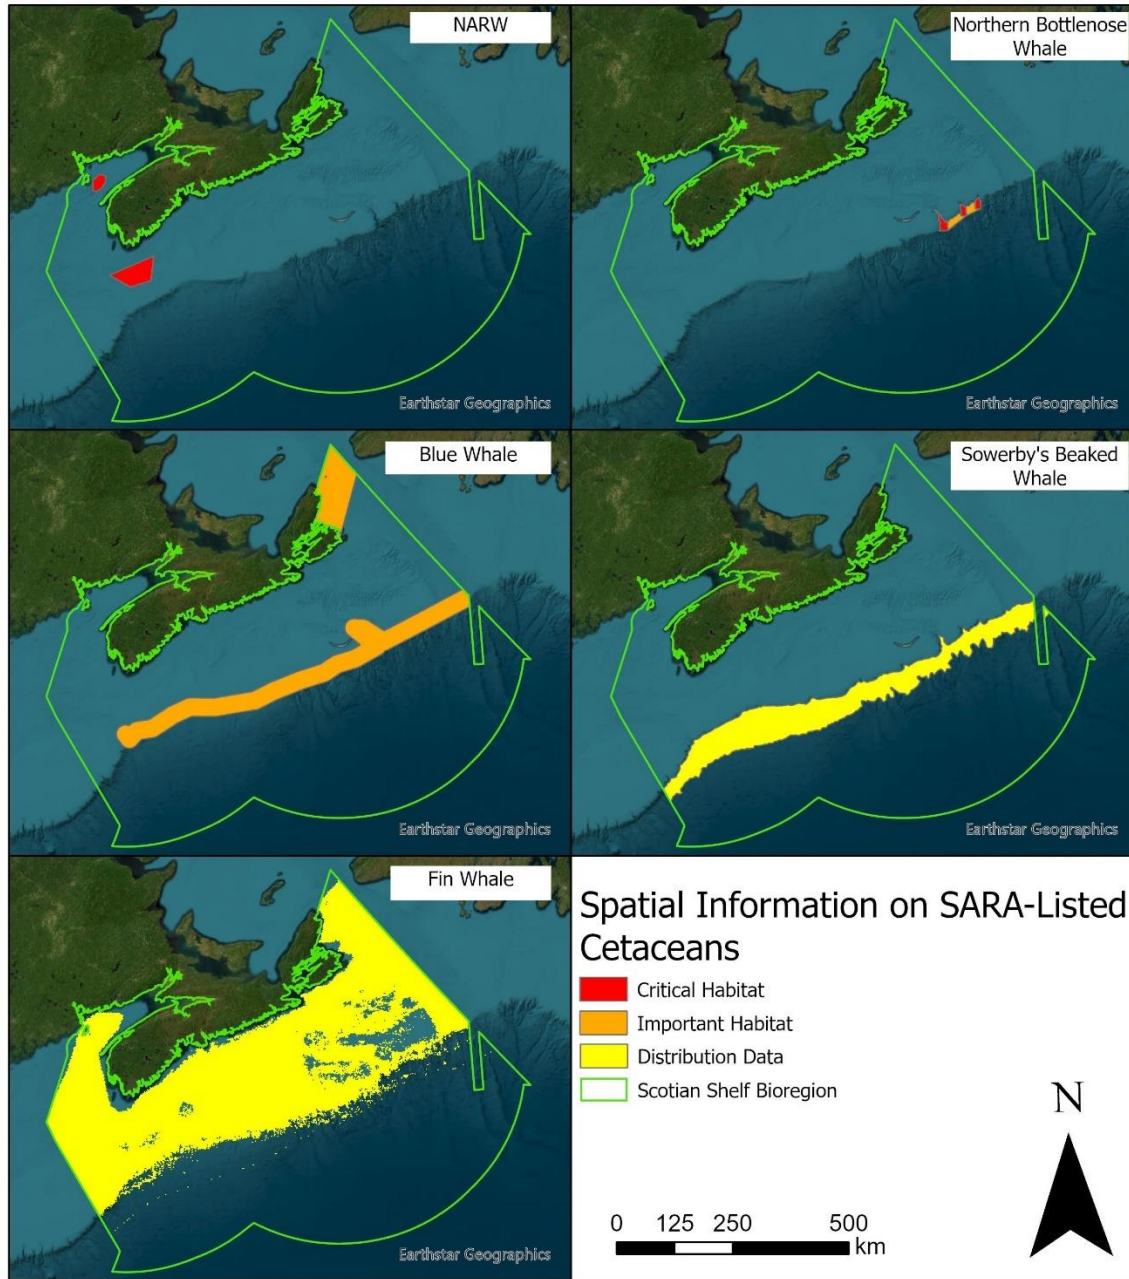 NARW
Earthstar Geographics
Northern Bottlenose
Whale
Earthstar Geographics
Blue Whale
Earthstar Geographics
Sowerby's Beaked
Whale
Earthstar Geographics
Fin Whale
Earthstar Geographics
Spatial Information on SARA-Listed
Cetaceans
Critical Habitat
Important Habitat
Distribution Data
Scotian Shelf Bioregion
N
0 125 250 500
km